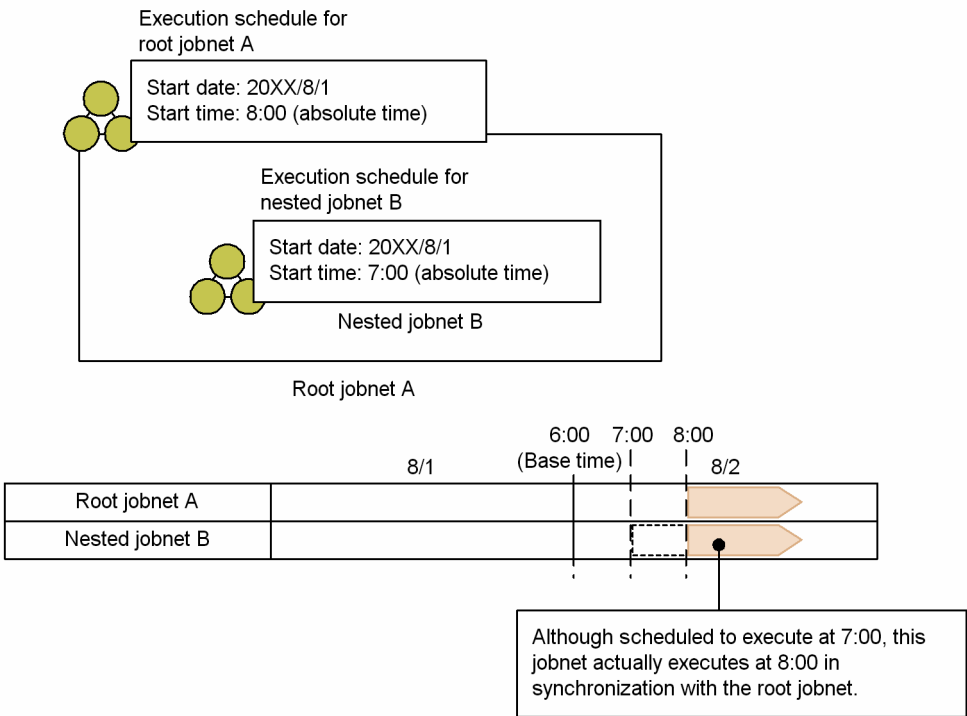 Execution schedule for
root jobnet A
Start date: 20XX/8/1
Start time: 8:00 (absolute time)
Execution schedule for
nested jobnet B
Start date: 20XX/8/1
Start time: 7:00 (absolute time)
Nested jobnet B
Root jobnet A
6:00 7:00 8:00
(Base time)
8/1 8/2
Root jobnet A
Nested jobnet B
Although scheduled to execute at 7:00, this
jobnet actually executes at 8:00 in
synchronization with the root jobnet.